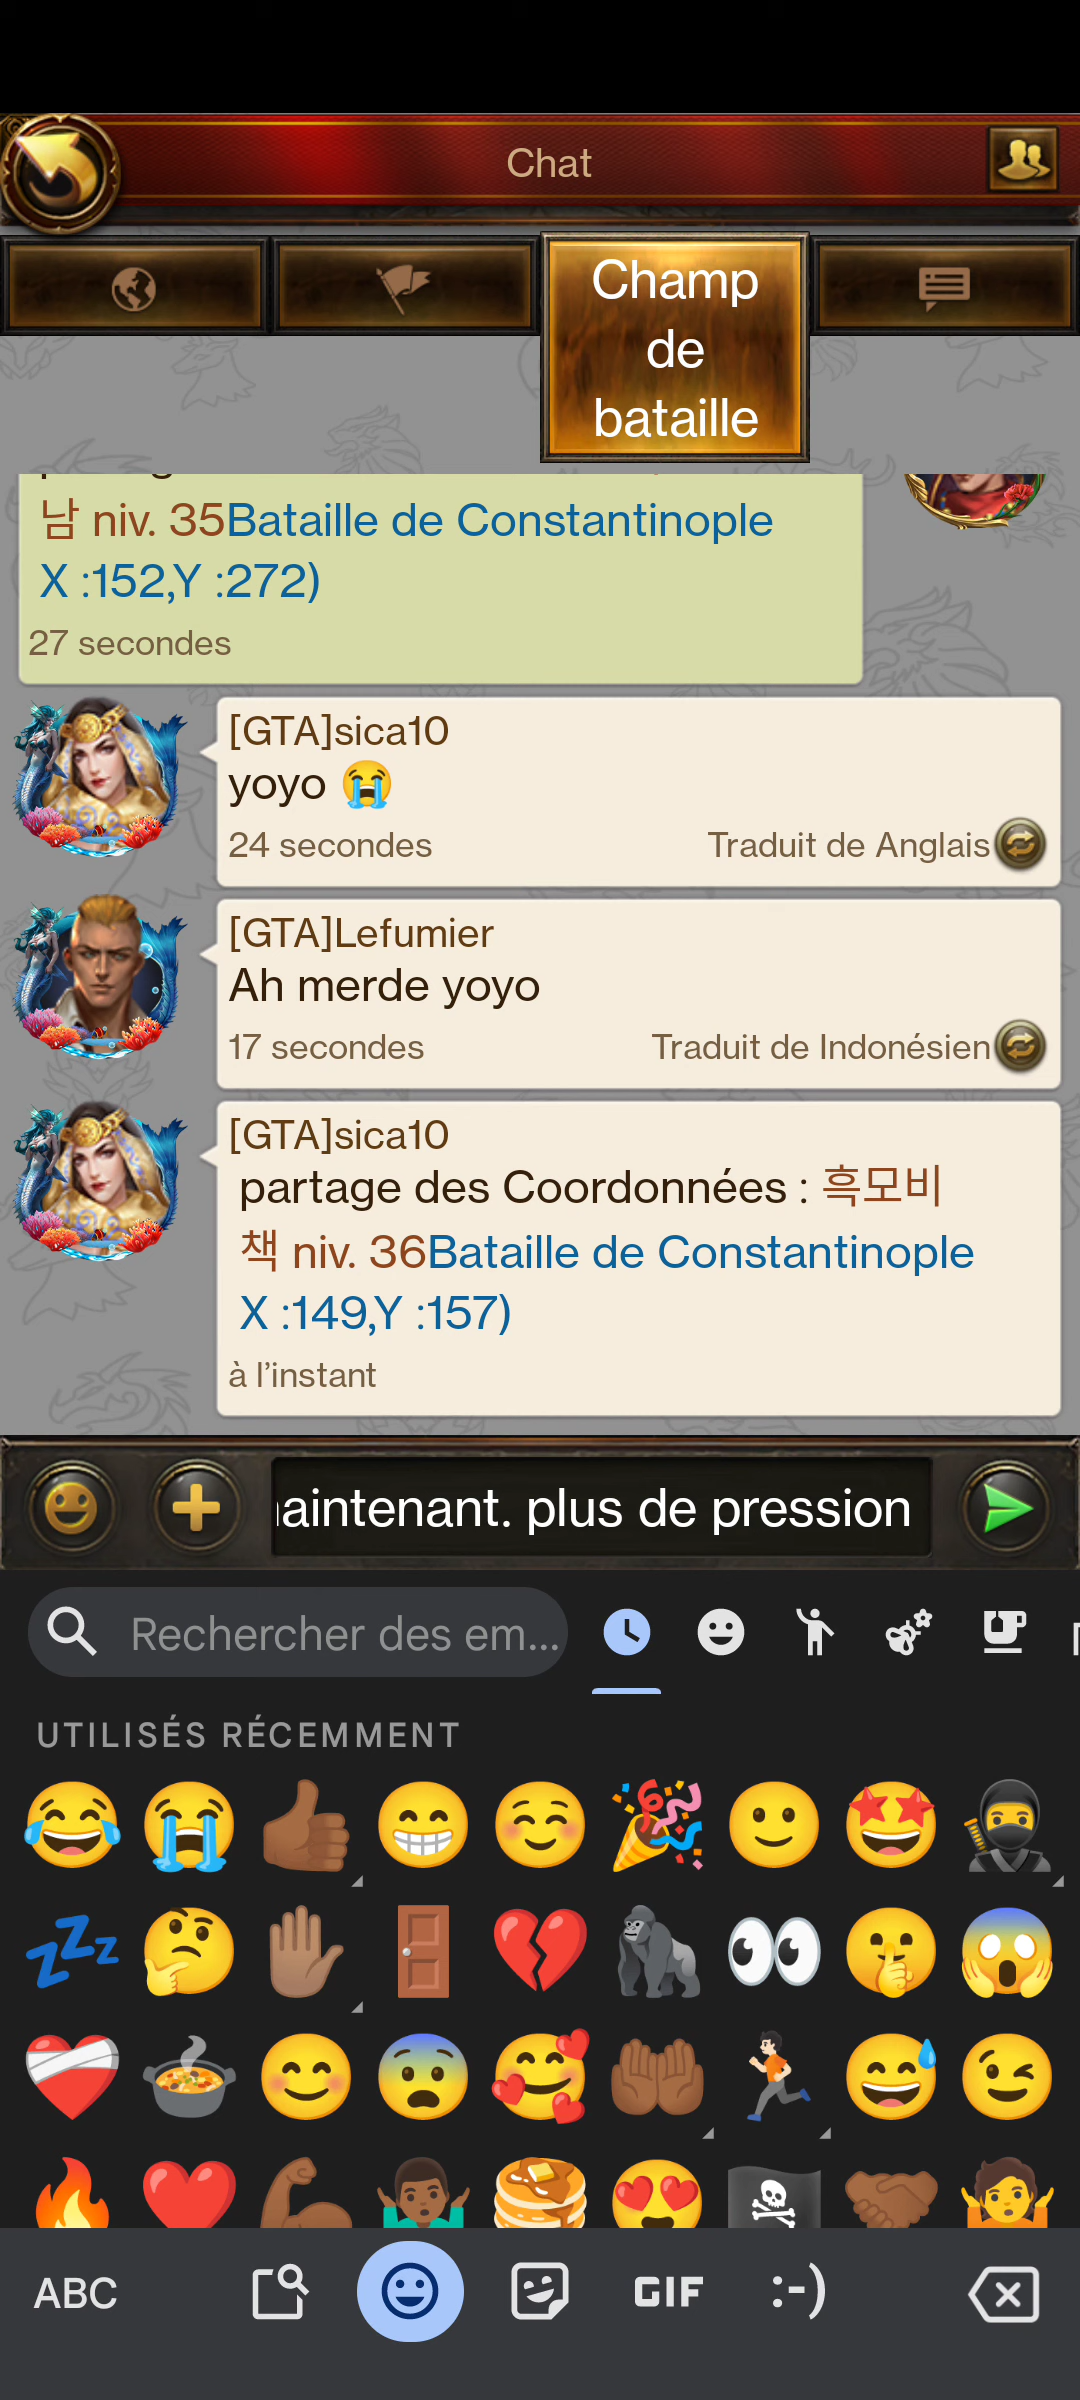 Chat
Champ
de
bataille
남 niv. 35Bataille de Constantinople
X :152,Y :272)
27 secondes
[GTA]sica10
yoyo 😭
24 secondes
Traduit de Anglais
[GTA]Lefumier
Ah merde yoyo
17 secondes
Traduit de Indonésien
[GTA]sica10
partage des Coordonnées : 흑모비
책 niv. 36Bataille de Constantinople
X :149,Y :157)
à l'instant
aintenant. plus de pression
Rechercher des em...
UTILISÉS RÉCEMMENT
ABC
GIF
:-)